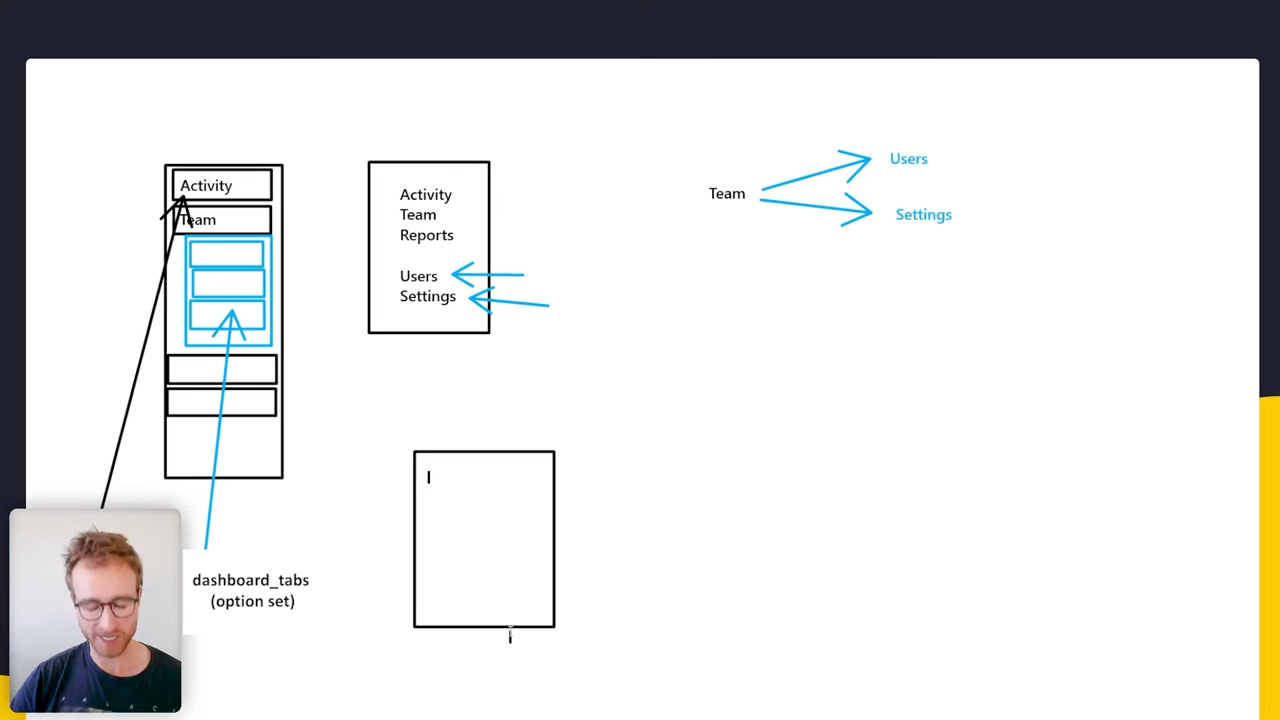 Activity
Team
Activity
Team
Reports
Users
Settings
Team
Users
Settings
dashboard_tabs
(option set)
P A L A C E